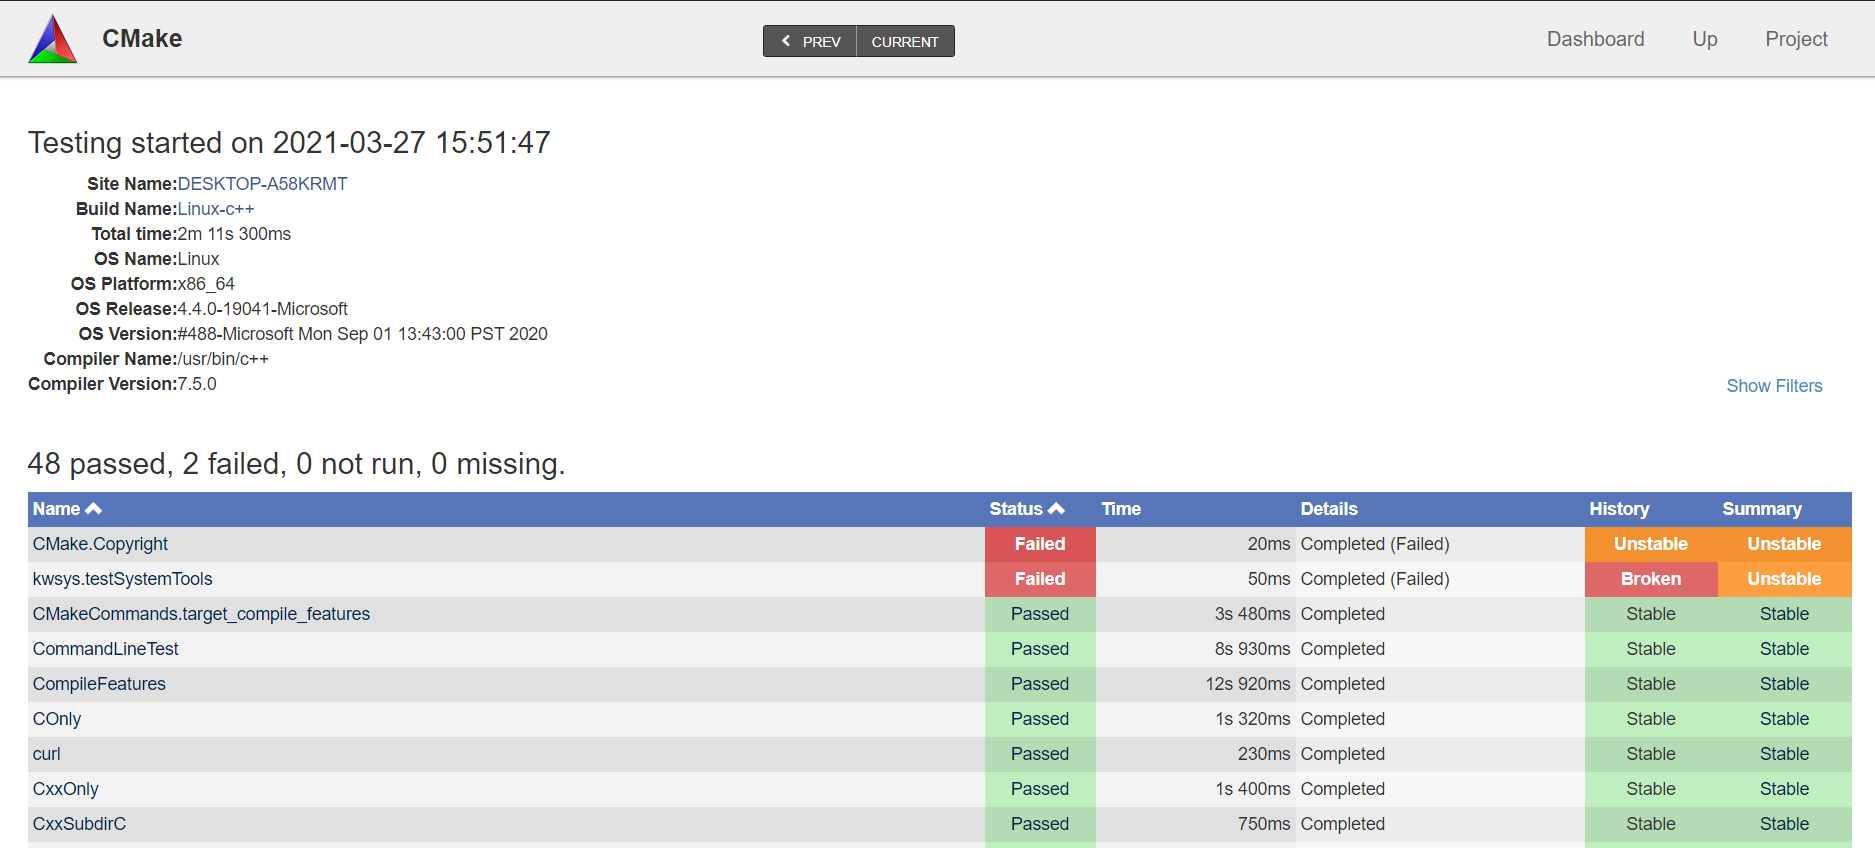 CMake
PREV CURRENT
Dashboard Up Project
Testing started on 2021-03-27 15:51:47
Site Name:DESKTOP-A58KRMT
Build Name:Linux-c++
Total time:2m 11s 300ms
OS Name:Linux
OS Platform:x86_64
OS Release:4.4.0-19041-Microsoft
OS Version:#488-Microsoft Mon Sep 01 13:43:00 PST 2020
Compiler Name:/usr/bin/c++
Compiler Version:7.5.0
Show Filters
48 passed, 2 failed, 0 not run, 0 missing.
Name Status Time Details History Summary
CMake.Copyright Failed 20ms Completed (Failed) Unstable Unstable
kwsys.testSystemTools Failed 50ms Completed (Failed) Broken Unstable
CMakeCommands.target_compile_features Passed 3s 480ms Completed Stable Stable
CommandLineTest Passed 8s 930ms Completed Stable Stable
CompileFeatures Passed 12s 920ms Completed Stable Stable
COnly Passed 1s 320ms Completed Stable Stable
curl Passed 230ms Completed Stable Stable
CxxOnly Passed 1s 400ms Completed Stable Stable
CxxSubdirC Passed 750ms Completed Stable Stable